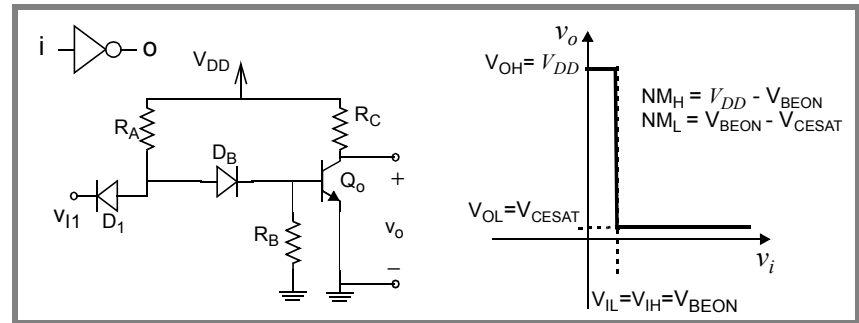 i
o
V_DD
R_A
R_C
D_B
Q_o
D_1
v_I1
R_B
+
v_o
−
v_o
V_OH= V_DD
NM_H = V_DD - V_BEON
NM_L = V_BEON - V_CESAT
V_OL=V_CESAT
v_i
V_IL=V_IH=V_BEON